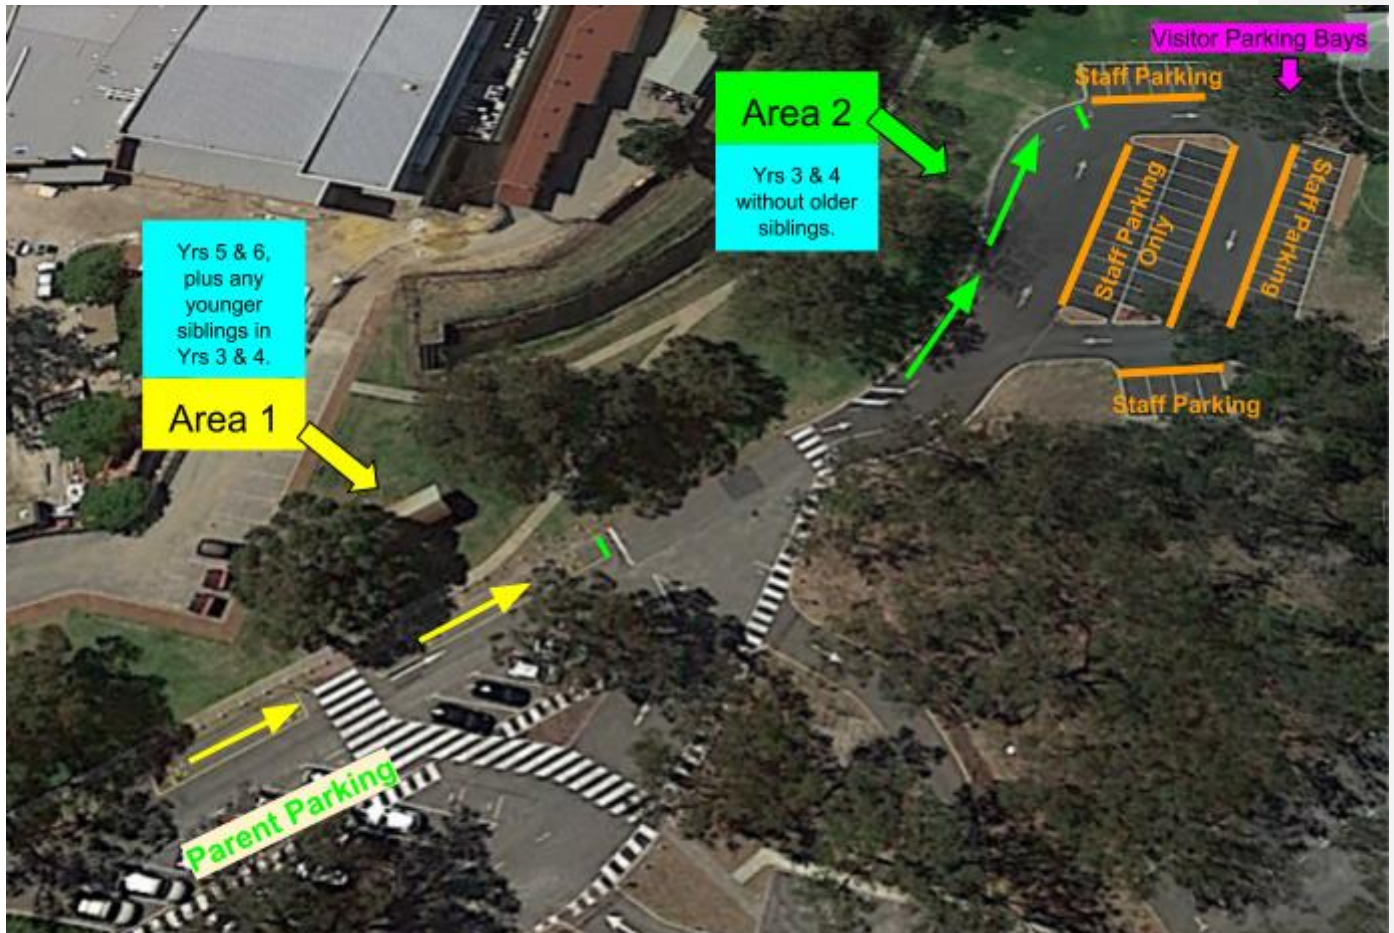 Visitor Parking Bays
Staff Parking
Area 2
Yrs 3 & 4
without older
siblings.
Staff Parking
Only
Staff Parking
Yrs 5 & 6,
plus any
younger
siblings in
Yrs 3 & 4.
Area 1
Staff Parking
Parent Parking